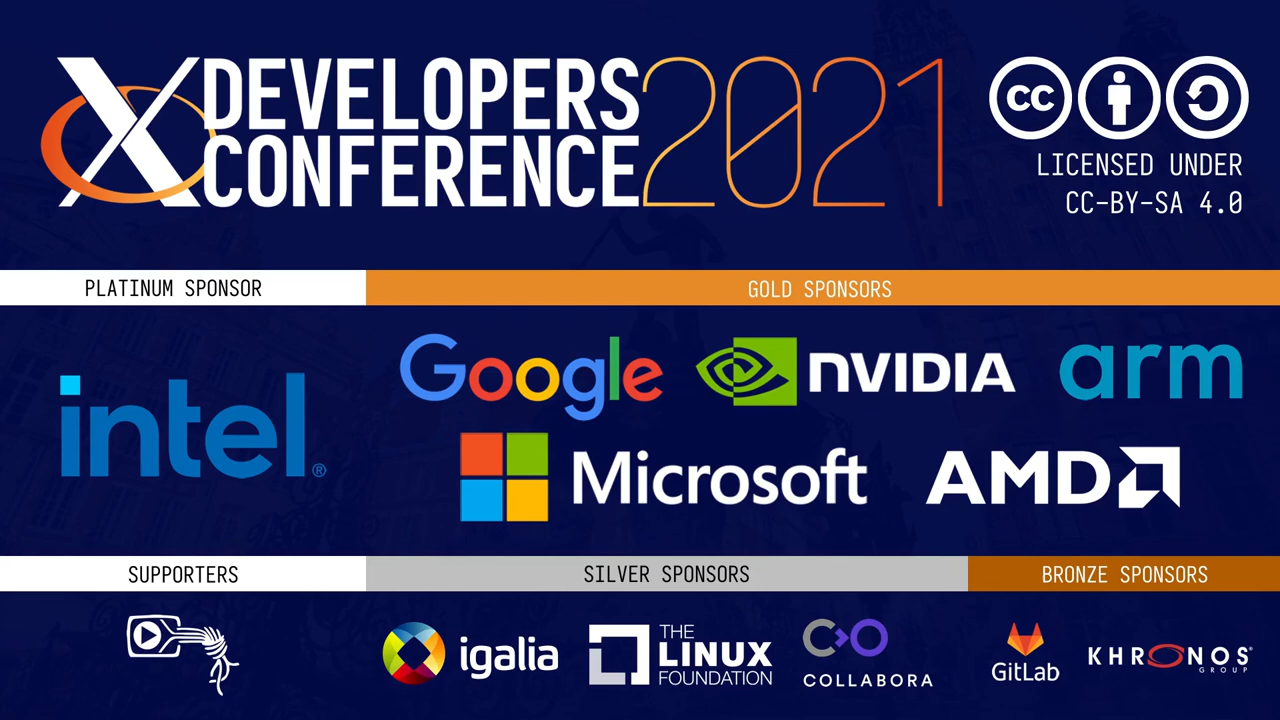 X DEVELOPERS CONFERENCE 2021
cc
LICENSED UNDER
CC-BY-SA 4.0
PLATINUM SPONSOR
GOLD SPONSORS
intel®
Google
NVIDIA
arm
Microsoft
AMD
SUPPORTERS
SILVER SPONSORS
BRONZE SPONSORS
igalia
THE
LINUX
FOUNDATION
COLLABORA
GitLab
KHRONOS®
GROUP